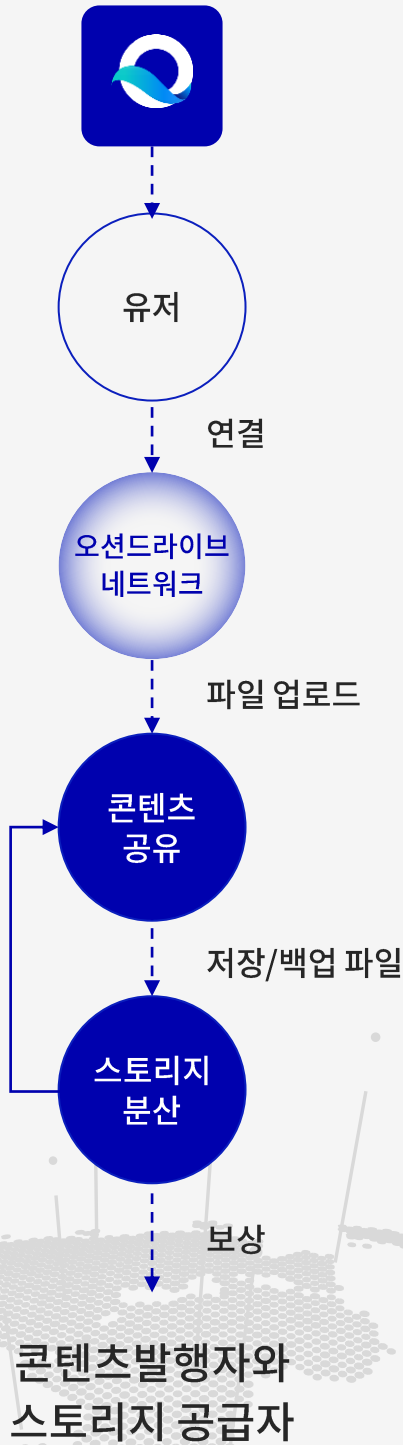 유저
연결
오션드라이브
네트워크
파일 업로드
콘텐츠
공유
저장/백업 파일
스토리지
분산
보상
콘텐츠발행자와
스토리지 공급자